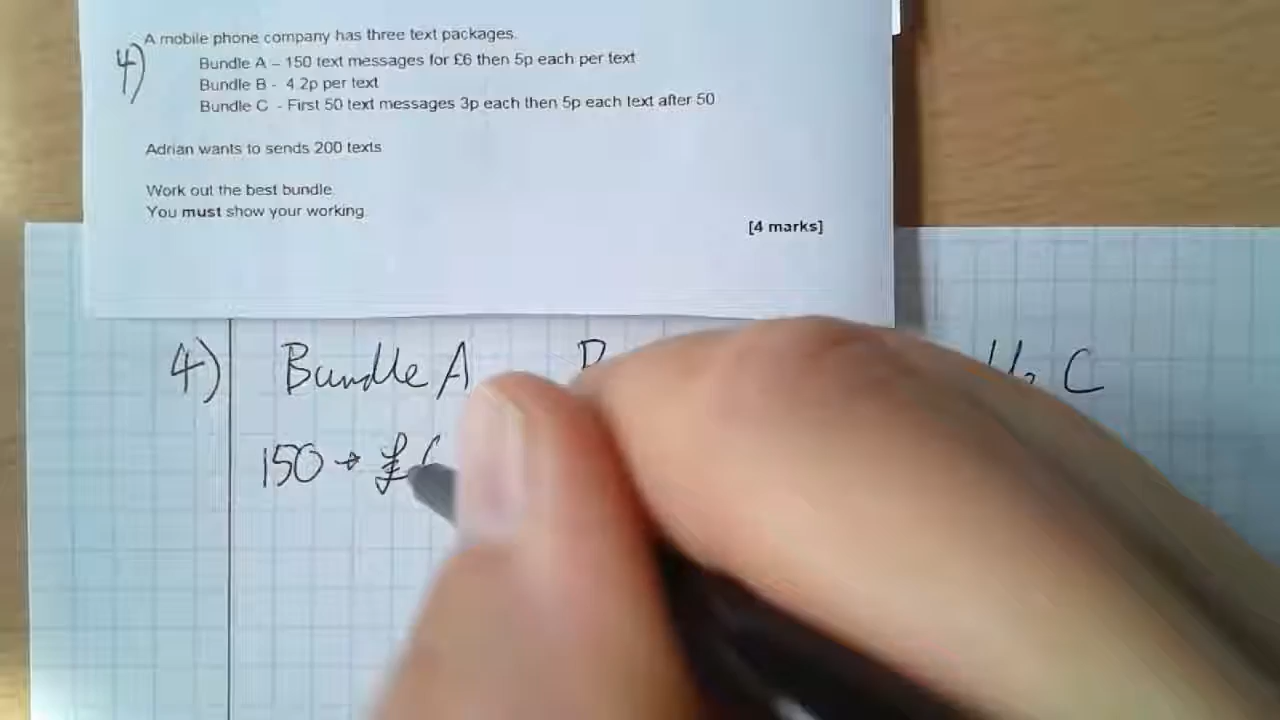 A mobile phone company has three text packages.
4)
Bundle A – 150 text messages for £6 then 5p each per text
Bundle B - 4.2p per text
Bundle C - First 50 text messages 3p each then 5p each text after 50
Adrian wants to sends 200 texts
Work out the best bundle
You must show your working.
[4 marks]
4) Bundle A C
150 → £6